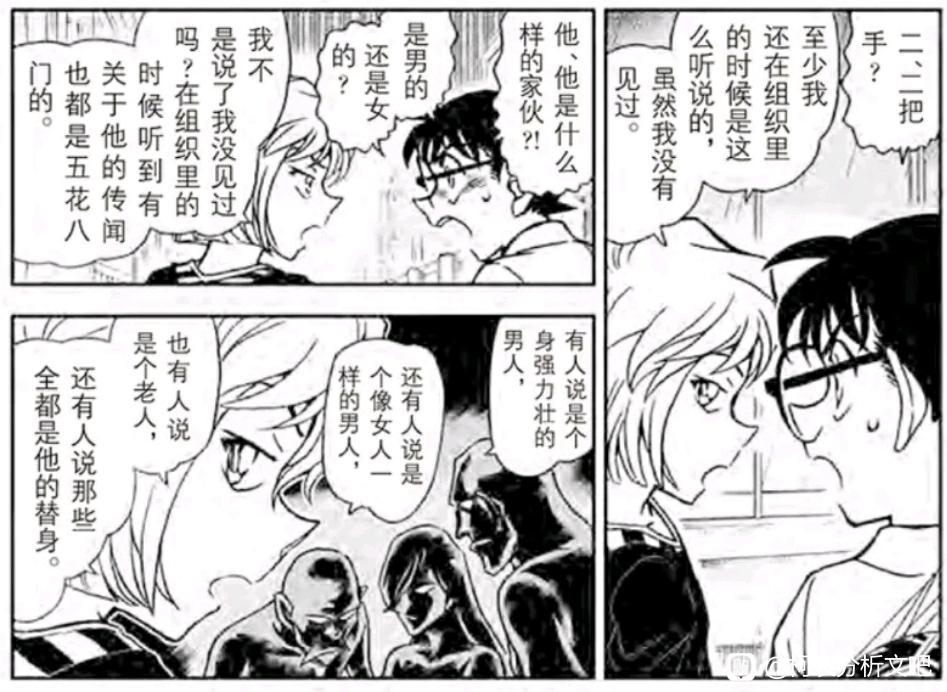 二、二把
手？
至少我
还在组织里
的时候是这
么听说的，
虽然我没有
见过。
他、他是什么
样的家伙?!
是男的
还是女
的？
我不
是说了我没见过
吗？在组织里的
时候听到有
关于他的传闻
也都是五花八
门的。
有人说是个
身强力壮的
男人，
还有人说是
个像女人一
样的男人，
也有人说
是个老人，
还有人说那些
全都是他的替身。
分析文吧